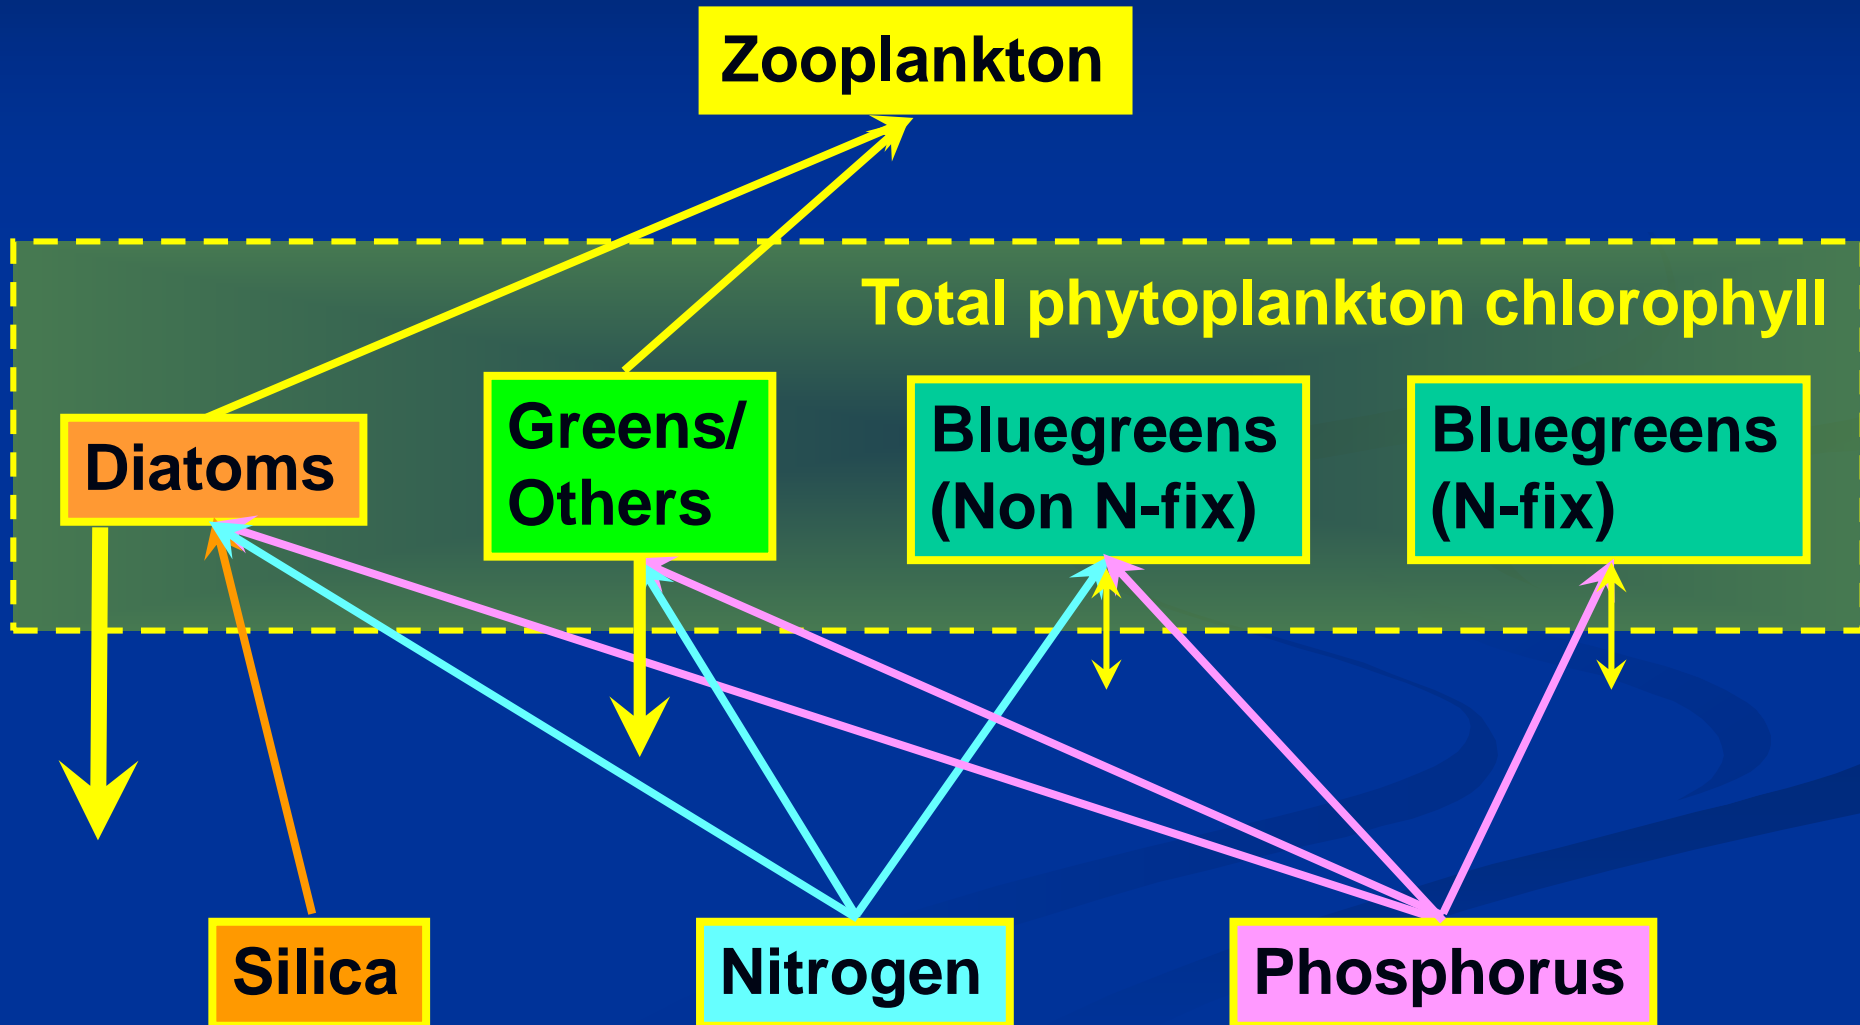 Zooplankton
Total phytoplankton chlorophyll
Diatoms
Greens/
Others
Bluegreens
(Non N-fix)
Bluegreens
(N-fix)
Silica
Nitrogen
Phosphorus